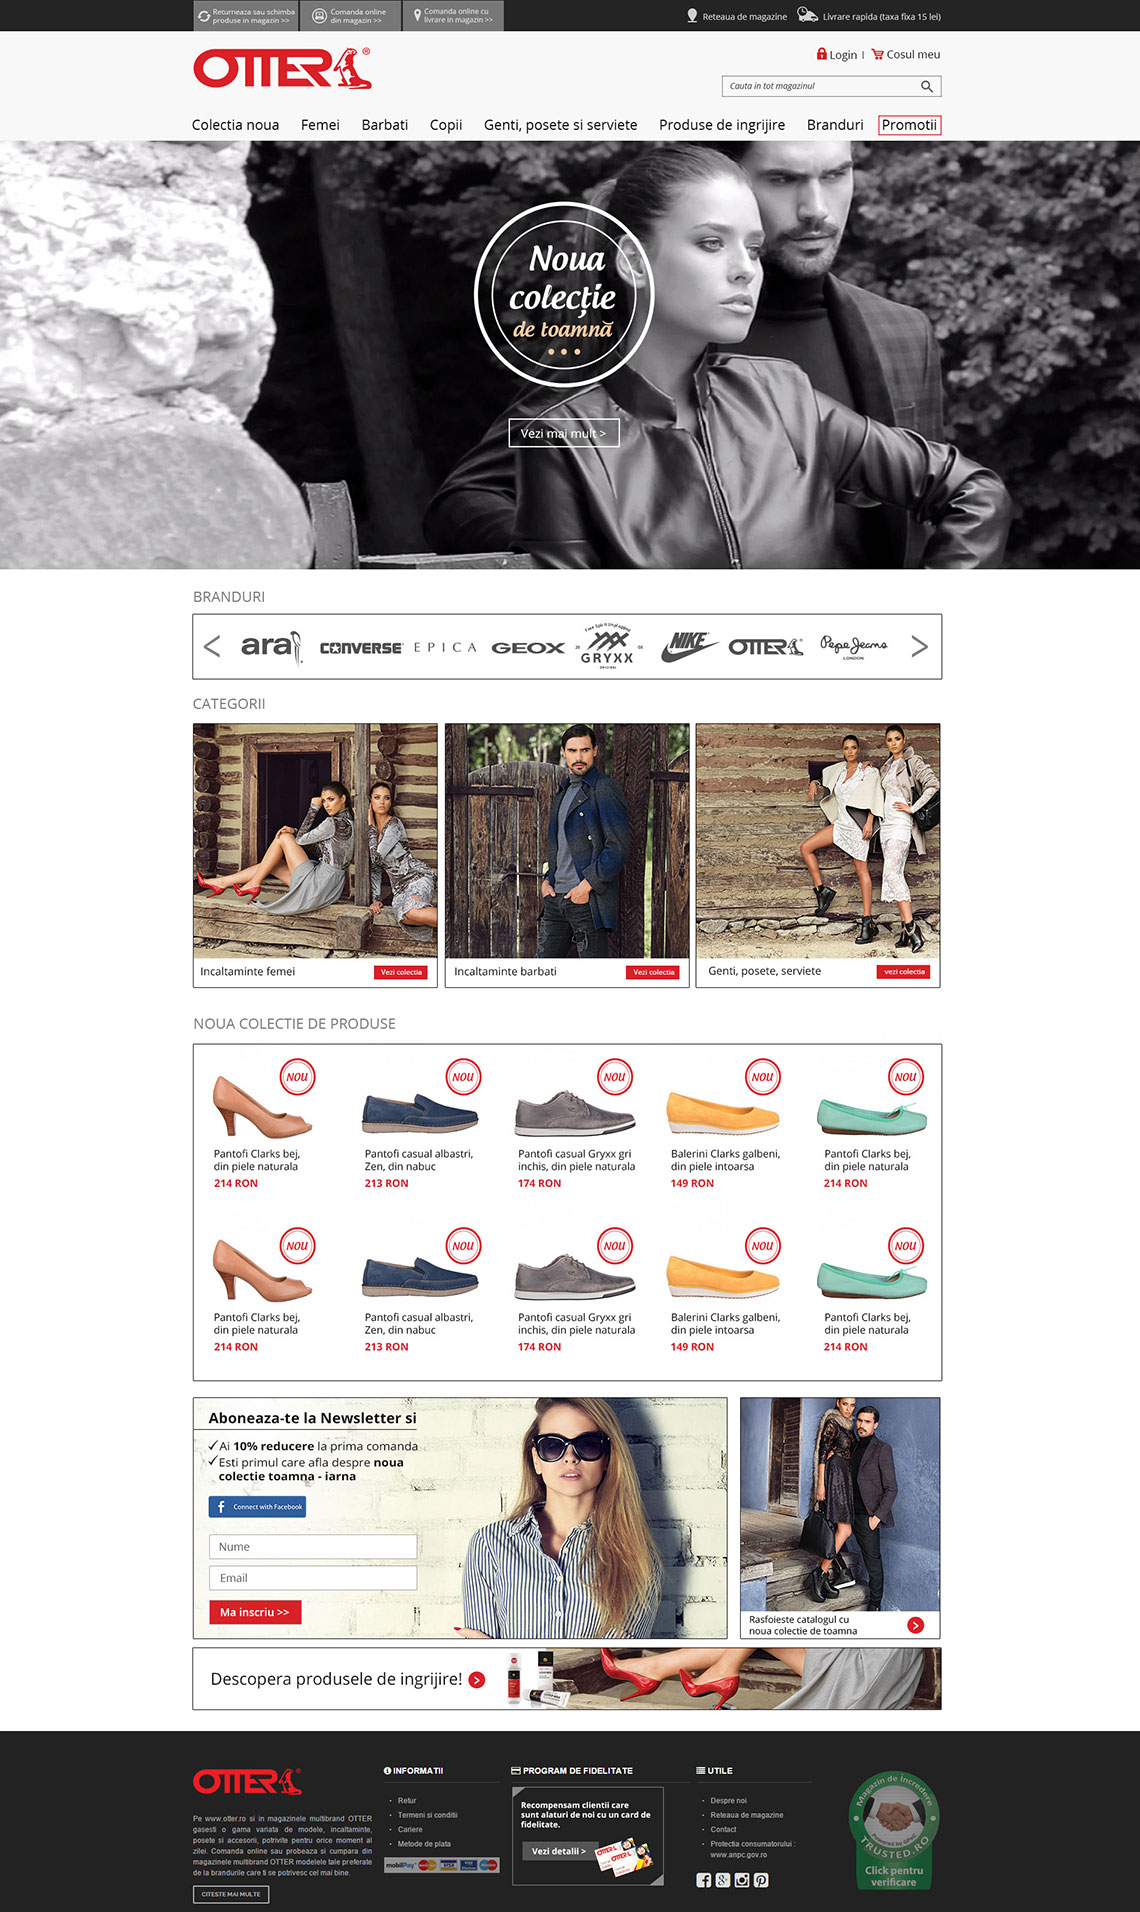 Returneaza sau schimba
produse in magazin >>
Comanda online
din magazin >>
Comanda online cu
livrare in magazin >>
Reteaua de magazine
Livrare rapida (taxa fixa 15 lei)
OTTER®
Login | Cosul meu
Cauta in tot magazinul
Colectia noua Femei Barbati Copii Genti, posete si serviete Produse de ingrijire Branduri Promotii
Noua
colecție
de toamnă
Vezi mai mult >
BRANDURI
< ara CONVERSE EPICA GEOX GRYXX NIKE OTTER Pepe Jeans LONDON >
CATEGORII
Incaltaminte femei Vezi colectia
Incaltaminte barbati Vezi colectia
Genti, posete, serviete vezi colectia
NOUA COLECTIE DE PRODUSE
NOU NOU NOU NOU NOU
Pantofi Clarks bej,
din piele naturala
214 RON
Pantofi casual albastri,
Zen, din nabuc
213 RON
Pantofi casual Gryxx gri
inchis, din piele naturala
174 RON
Balerini Clarks galbeni,
din piele intoarsa
149 RON
Pantofi Clarks bej,
din piele naturala
214 RON
NOU NOU NOU NOU NOU
Pantofi Clarks bej,
din piele naturala
214 RON
Pantofi casual albastri,
Zen, din nabuc
213 RON
Pantofi casual Gryxx gri
inchis, din piele naturala
174 RON
Balerini Clarks galbeni,
din piele intoarsa
149 RON
Pantofi Clarks bej,
din piele naturala
214 RON
Aboneaza-te la Newsletter si
✓Ai 10% reducere la prima comanda
✓Esti primul care afla despre noua
colectie toamna - iarna
f Connect with Facebook
Nume
Email
Ma inscriu >>
Rasfoieste catalogul cu
noua colectie de toamna
Descopera produsele de ingrijire!
OTTER
Pe www.otter.ro si in magazinele multibrand OTTER
gasesti o gama variata de modele, incaltaminte,
posete si accesorii, potrivite pentru orice moment al
zilei. Comanda online sau probeaza si cumpara din
magazinele multibrand OTTER modelele tale preferate
de la brandurile care ti se potrivesc cel mai bine.
CITESTE MAI MULTE
INFORMATII
Retur
Termeni si conditii
Cariere
Metode de plata
mobilPay VISA
PROGRAM DE FIDELITATE
Recompensam clientii care
sunt alaturi de noi cu un card de
fidelitate.
Vezi detalii >
OTTER
OTTER
UTILE
Despre noi
Reteaua de magazine
Contact
Protectia consumatorului :
www.anpc.gov.ro
Magazin de Incredere
TRUSTED.RO
Click pentru
verificare